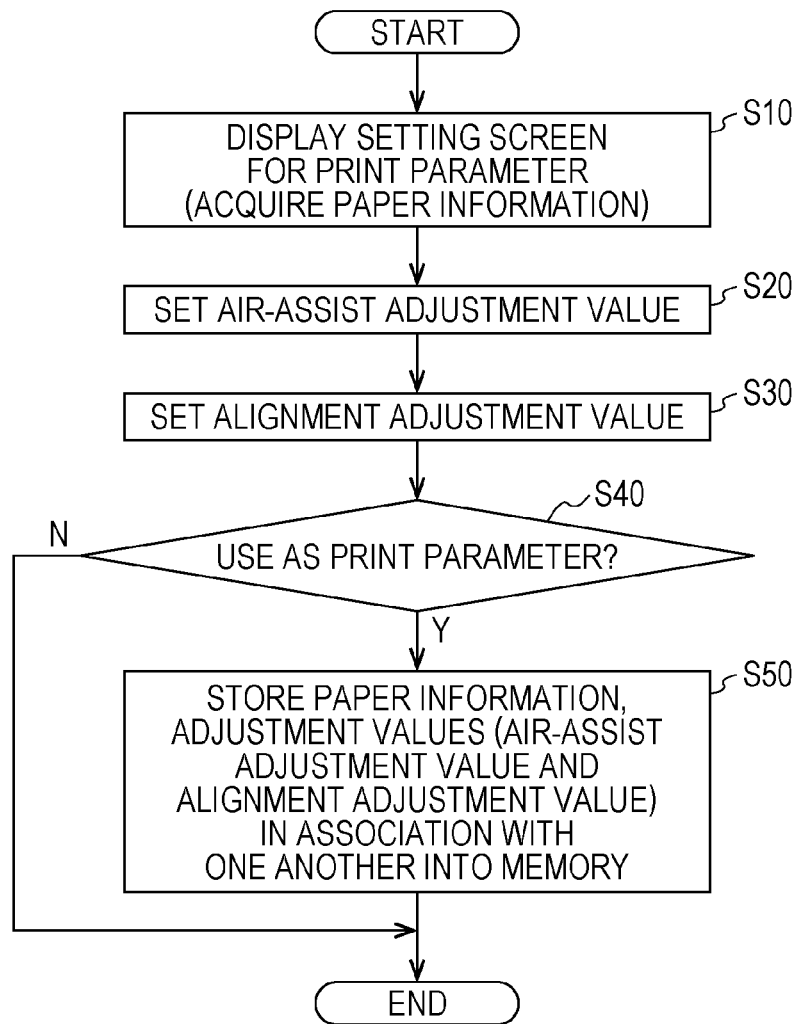 START
S10
DISPLAY SETTING SCREEN
FOR PRINT PARAMETER
(ACQUIRE PAPER INFORMATION)
S20
SET AIR-ASSIST ADJUSTMENT VALUE
S30
SET ALIGNMENT ADJUSTMENT VALUE
S40
N
USE AS PRINT PARAMETER?
Y
S50
STORE PAPER INFORMATION,
ADJUSTMENT VALUES (AIR-ASSIST
ADJUSTMENT VALUE AND
ALIGNMENT ADJUSTMENT VALUE)
IN ASSOCIATION WITH
ONE ANOTHER INTO MEMORY
END